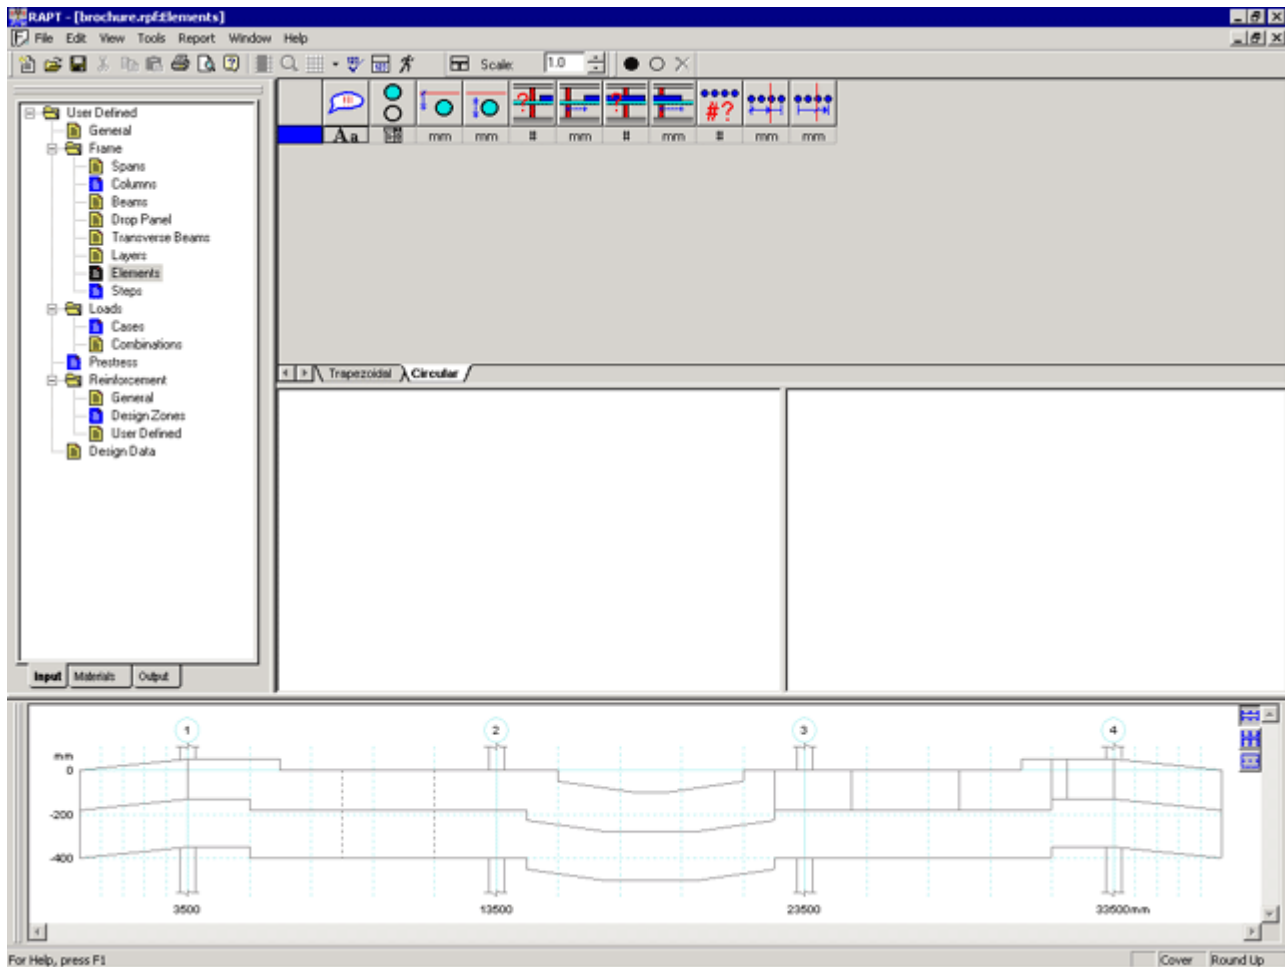 RAPT - [brochure.rpf:Elements]
File Edit View Tools Report Window Help
Scale: 1.0
User Defined
General
Frame
Spans
Columns
Beams
Drop Panel
Transverse Beams
Layers
Elements
Steps
Loads
Cases
Combinations
Prestress
Reinforcement
General
Design Zones
User Defined
Design Data
Input Materials Output
? ? #?
Aa mm mm # mm # mm # mm mm
Trapezoidal Circular
1 2 3 4
mm
0
-200
-400
3500 13500 23500 33500mm
For Help, press F1 Cover Round Up